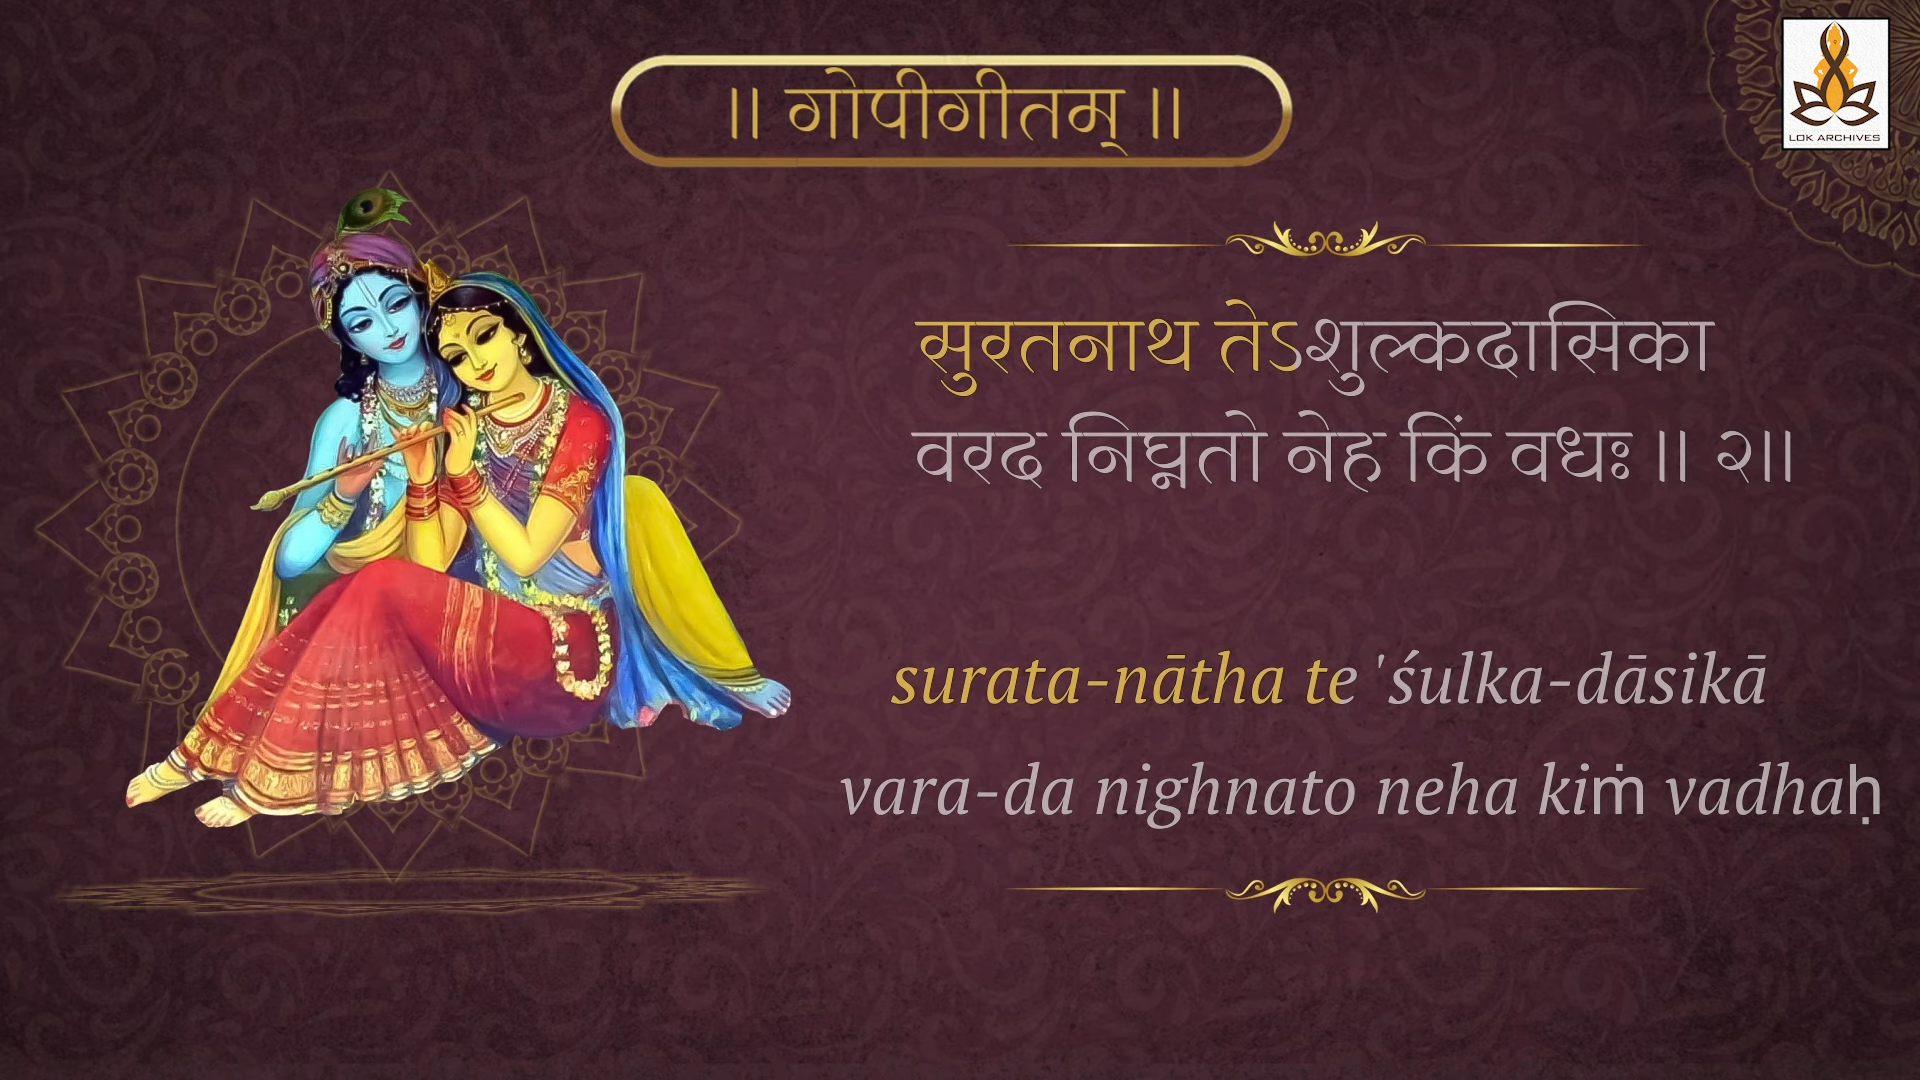 ॥ गोपीगीतम् ॥
LOK ARCHIVES
सुरतनाथ तेऽशुल्कदासिका
वरद निघ्नतो नेह किं वधः ॥ २॥
surata-nātha te 'śulka-dāsikā
vara-da nighnato neha kiṁ vadhaḥ